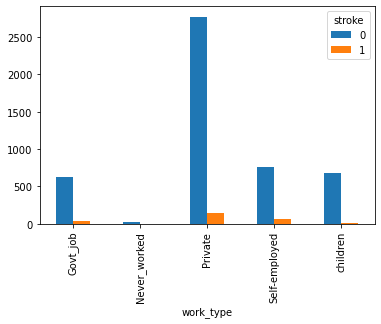 stroke
0
1
2500
2000
1500
1000
500
0
Govt_job
Never_worked
Private
Self-employed
children
work_type